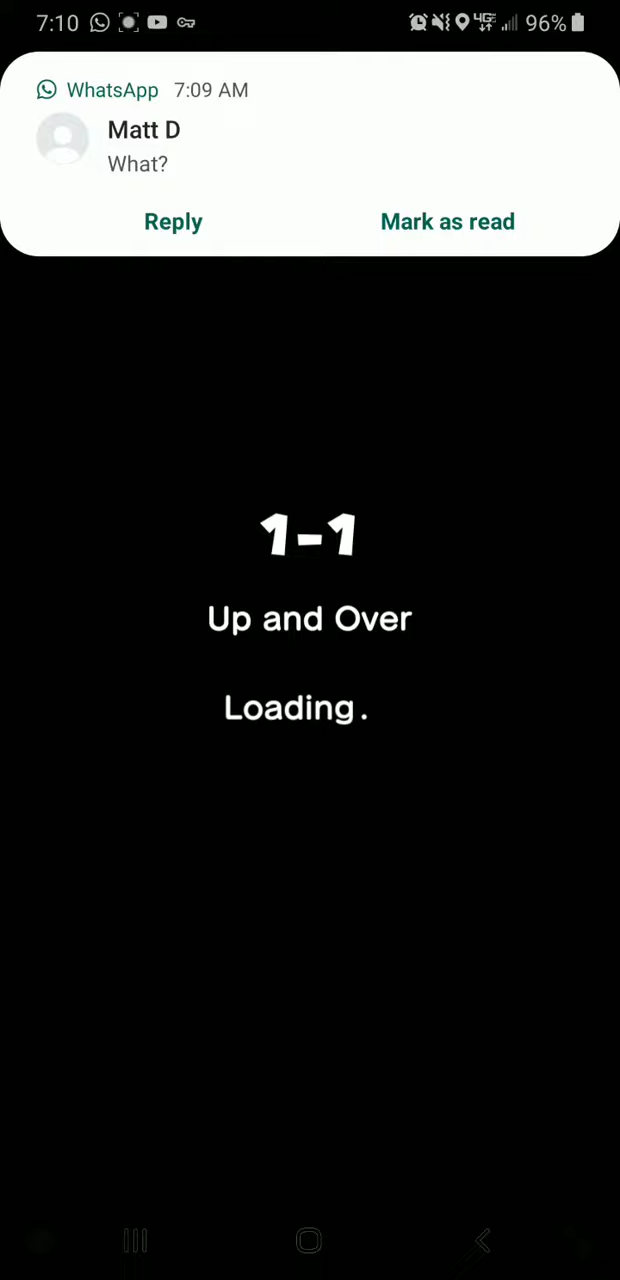 7:10 4G 96%
WhatsApp 7:09 AM
Matt D
What?
Reply Mark as read
1-1
Up and Over
Loading.